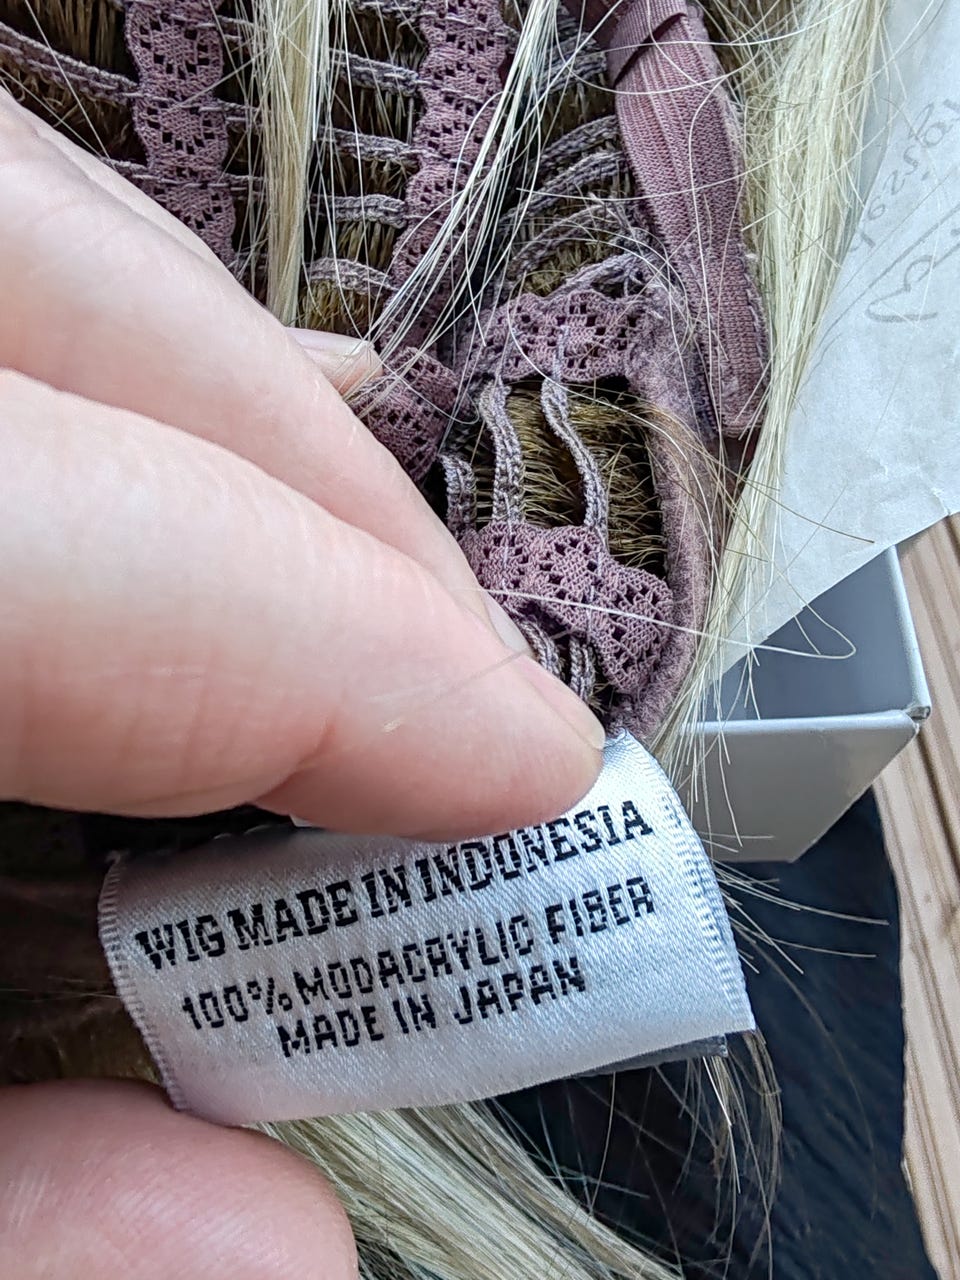 WIG MADE IN INDONESIA
100% MODACRYLIC FIBER
MADE IN JAPAN